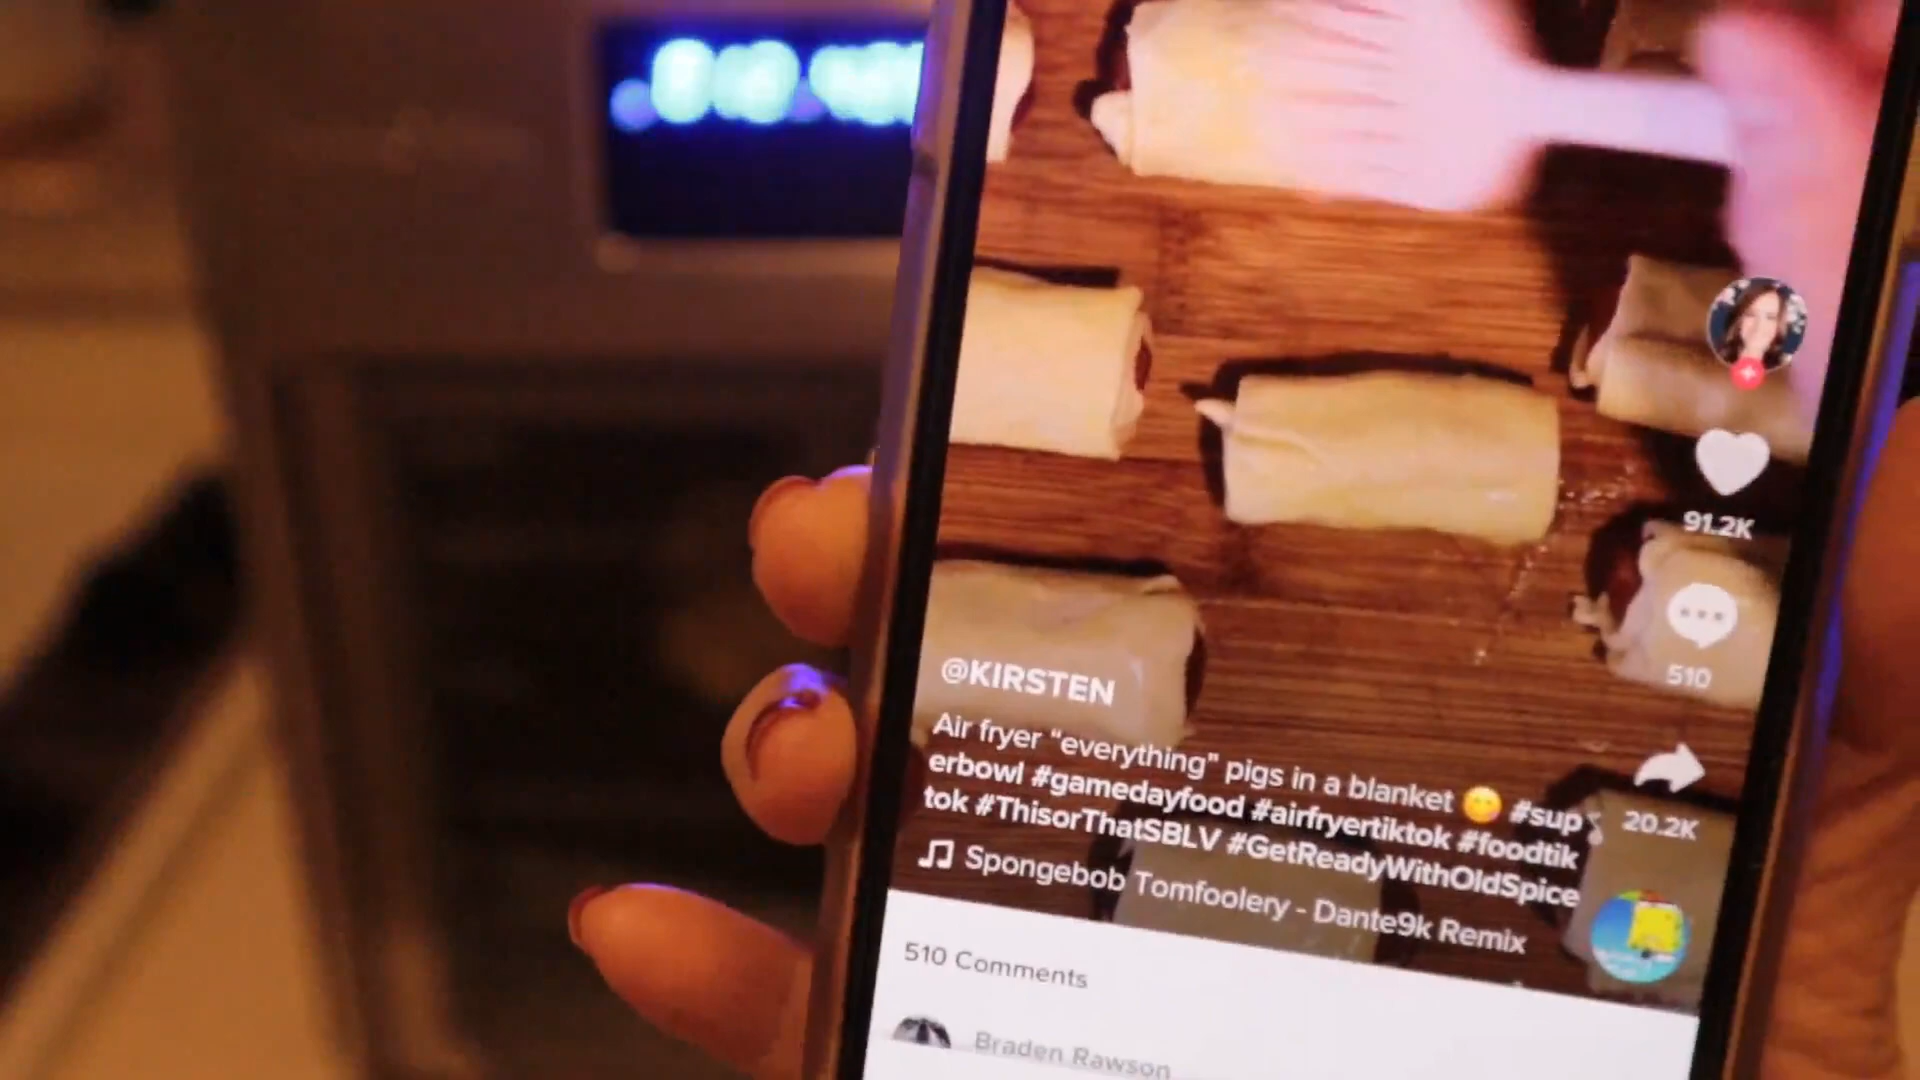 91.2K
510
@KIRSTEN
Air fryer “everything” pigs in a blanket 😋 #sup
erbowl #gamedayfood #airfryertiktok #foodtik
tok #ThisorThatSBLV #GetReadyWithOldSpice
20.2K
Spongebob Tomfoolery - Dante9k Remix
510 Comments
Braden Rawson